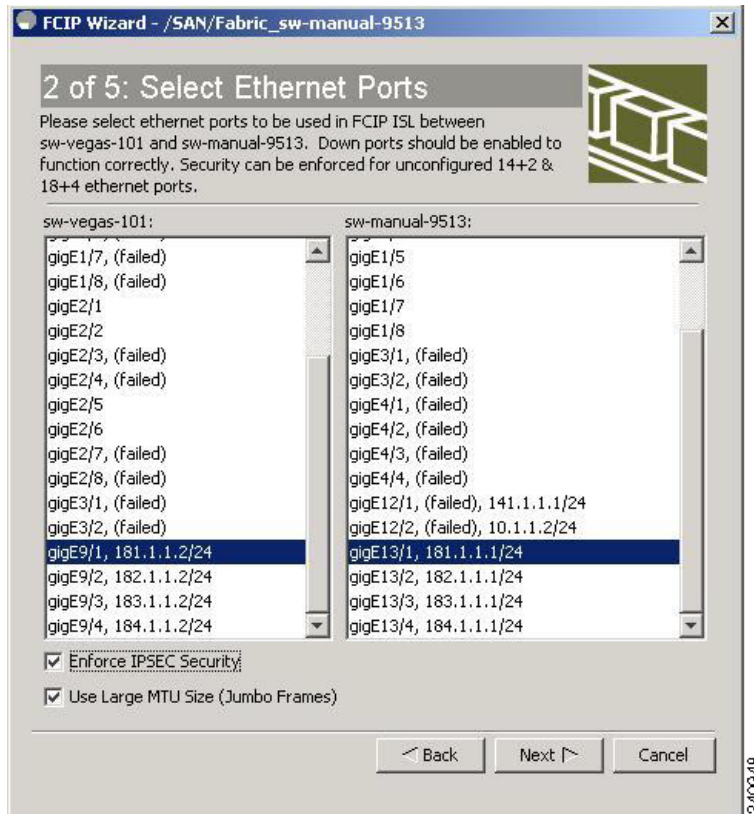 FCIP Wizard - /SAN/Fabric_sw-manual-9513
2 of 5: Select Ethernet Ports
Please select ethernet ports to be used in FCIP ISL between
sw-vegas-101 and sw-manual-9513. Down ports should be enabled to
function correctly. Security can be enforced for unconfigured 14+2 &
18+4 ethernet ports.
sw-vegas-101:
gigE1/7, (failed)
gigE1/8, (failed)
gigE2/1
gigE2/2
gigE2/3, (failed)
gigE2/4, (failed)
gigE2/5
gigE2/6
gigE2/7, (failed)
gigE2/8, (failed)
gigE3/1, (failed)
gigE3/2, (failed)
gigE9/1, 181.1.1.2/24
gigE9/2, 182.1.1.2/24
gigE9/3, 183.1.1.2/24
gigE9/4, 184.1.1.2/24
sw-manual-9513:
gigE1/5
gigE1/6
gigE1/7
gigE1/8
gigE3/1, (failed)
gigE3/2, (failed)
gigE4/1, (failed)
gigE4/2, (failed)
gigE4/3, (failed)
gigE4/4, (failed)
gigE12/1, (failed), 141.1.1.1/24
gigE12/2, (failed), 10.1.1.2/24
gigE13/1, 181.1.1.1/24
gigE13/2, 182.1.1.1/24
gigE13/3, 183.1.1.1/24
gigE13/4, 184.1.1.1/24
Enforce IPSEC Security
Use Large MTU Size (Jumbo Frames)
Back
Next
Cancel